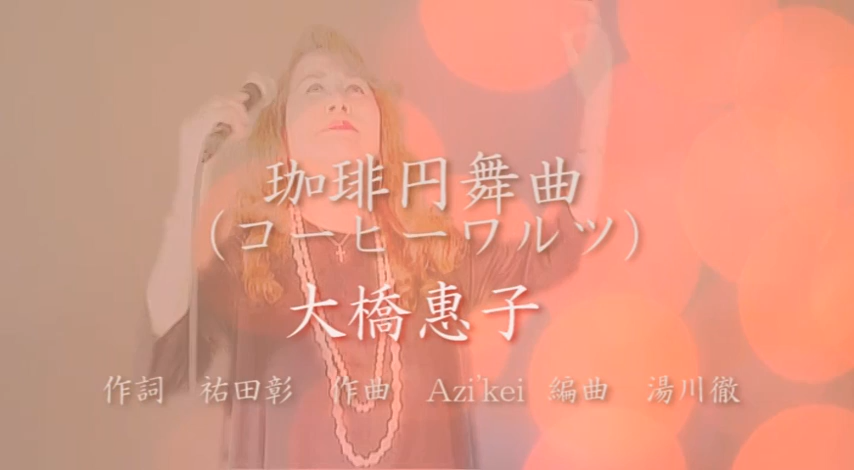 珈琲円舞曲
(コーヒーワルツ)
大橋惠子
作詞　祐田彰　作曲　Azi'kei　編曲　湯川徹